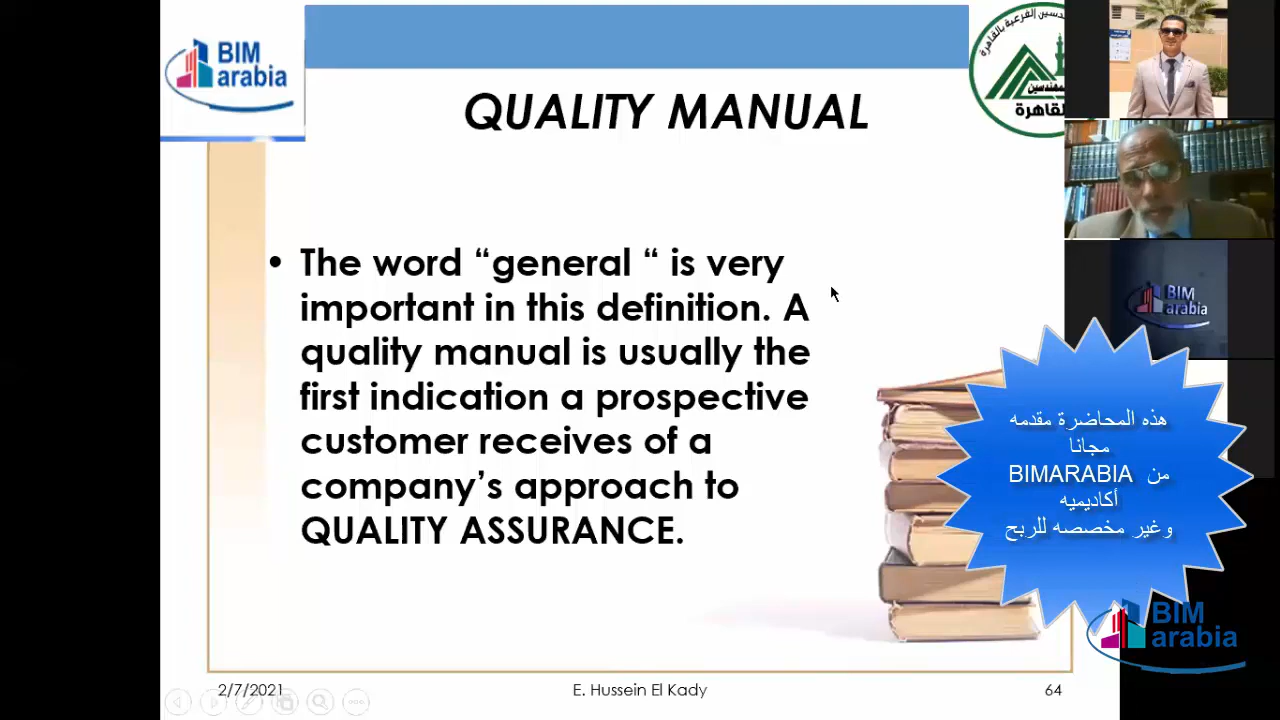 BIM
arabia
QUALITY MANUAL
• The word “general “ is very
important in this definition. A
quality manual is usually the
first indication a prospective
customer receives of a
company’s approach to
QUALITY ASSURANCE.
2/7/2021
E. Hussein El Kady
64
BIM
arabia
هذه المحاضرة مقدمه
مجانا
من BIMARABIA
أكاديميه
وغير مخصصه للربح
BIM
arabia